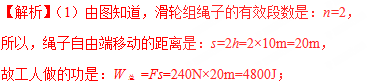 【解析】（1）由图知道，滑轮组绳子的有效段数是：n=2，
所以，绳子自由端移动的距离是：s=2h=2×10m=20m，
故工人做的功是：W总=Fs=240N×20m=4800J；